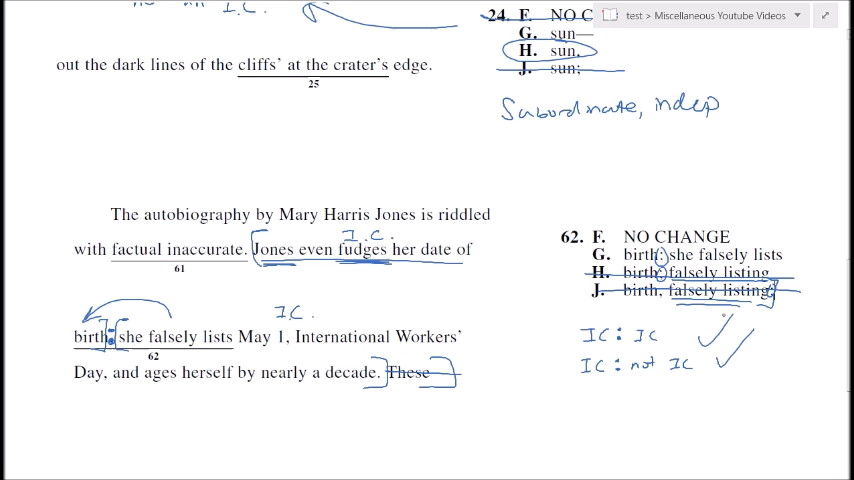 I.C.
24. F. NO C
test > Miscellaneous Youtube Videos
G. sun—
H. sun,
J. sun;
out the dark lines of the cliffs’ at the crater’s edge.
25
Subordinate, indep
The autobiography by Mary Harris Jones is riddled
I.C.
with factual inaccurate. Jones even fudges her date of
61
I.C.
birth: she falsely lists May 1, International Workers’
62
Day, and ages herself by nearly a decade. These
62. F. NO CHANGE
G. birth: she falsely lists
H. birth: falsely listing
J. birth; falsely listing;
IC : IC
IC : not IC